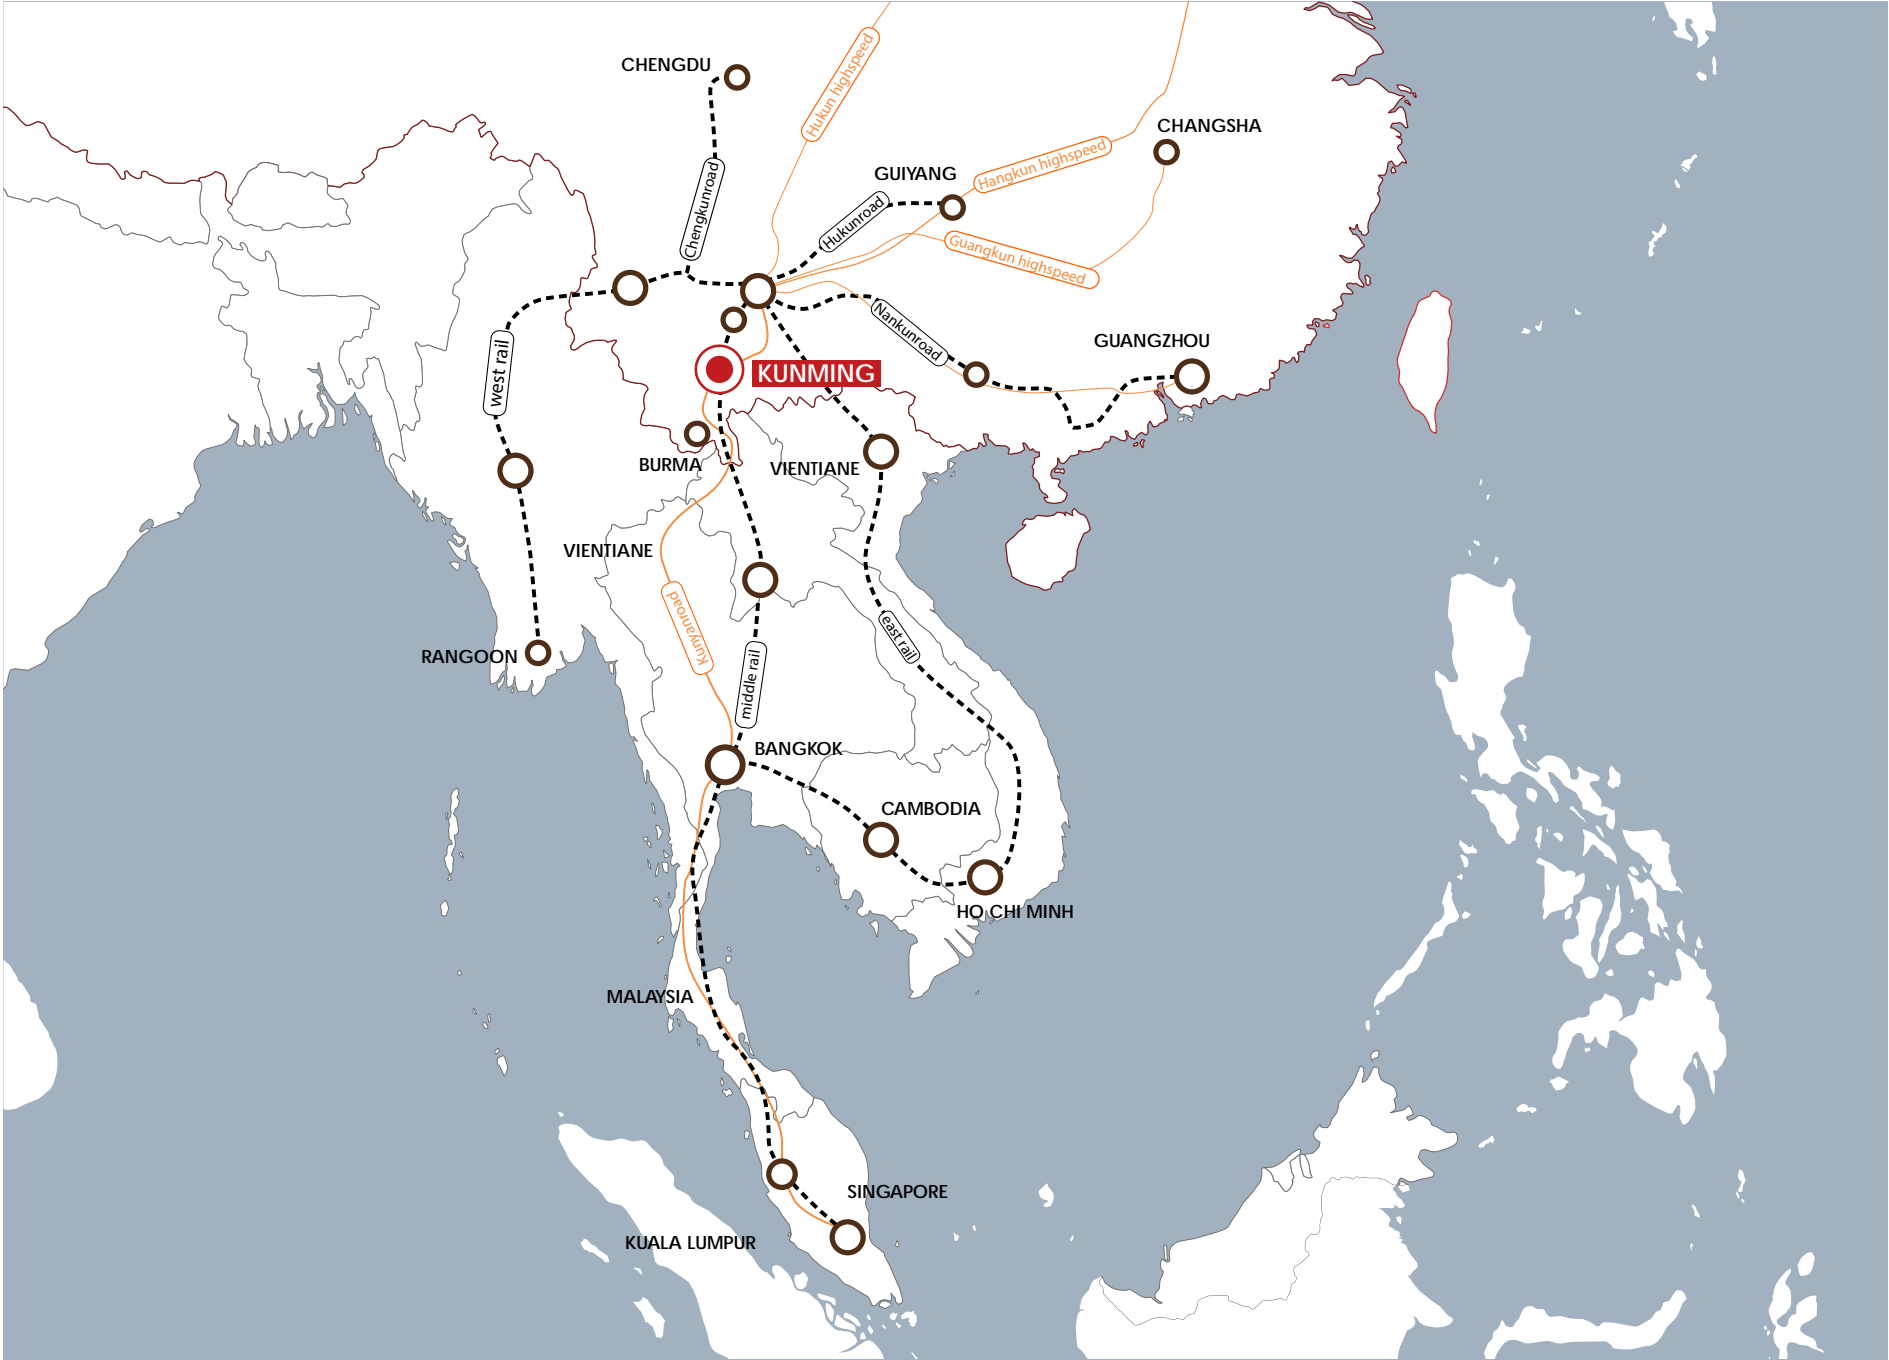 CHENGDU
Hukun highspeed
CHANGSHA
Hangkun highspeed
GUIYANG
Chengkunroad
Hukunroad
Guangkun highspeed
Nankunroad
GUANGZHOU
west rail
KUNMING
BURMA
VIENTIANE
VIENTIANE
Kunyanroad
east rail
RANGOON
middle rail
BANGKOK
CAMBODIA
HO CHI MINH
MALAYSIA
SINGAPORE
KUALA LUMPUR